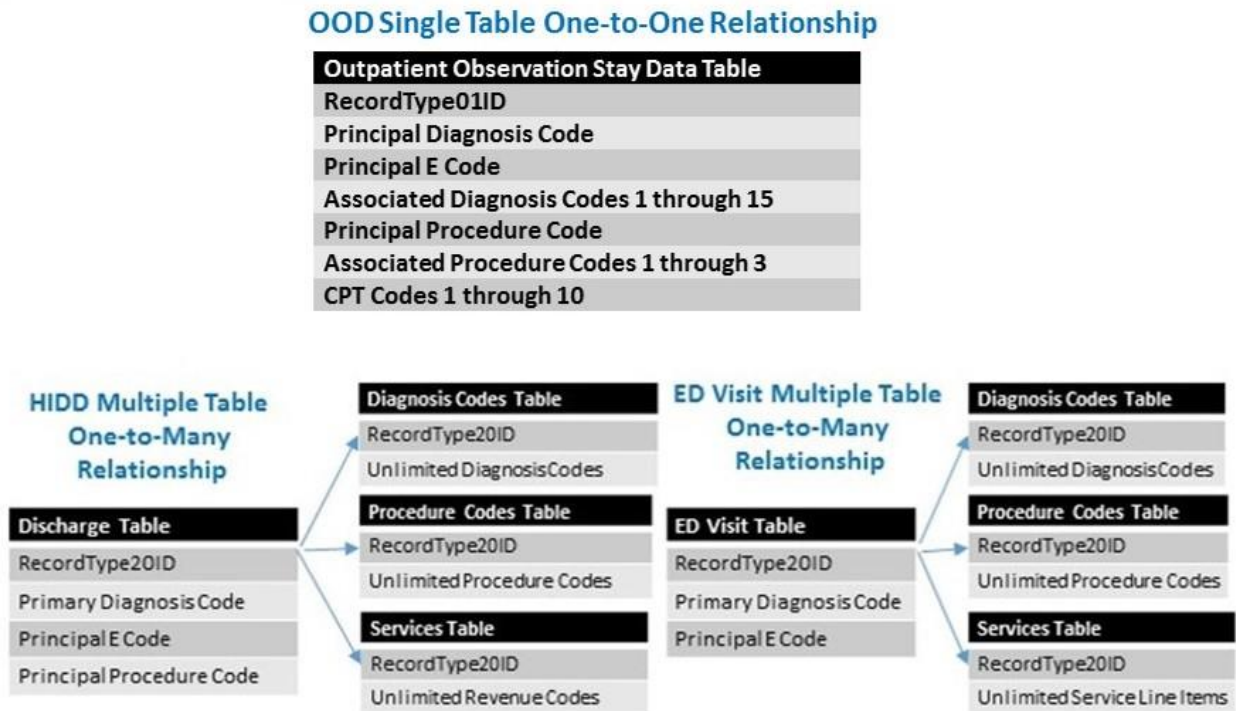 OOD Single Table One-to-One Relationship
Outpatient Observation Stay Data Table
RecordType01ID
Principal Diagnosis Code
Principal E Code
Associated Diagnosis Codes 1 through 15
Principal Procedure Code
Associated Procedure Codes 1 through 3
CPT Codes 1 through 10
HIDD Multiple Table
One-to-Many
Relationship
Discharge Table
RecordType20ID
Primary Diagnosis Code
Principal E Code
Principal Procedure Code
Diagnosis Codes Table
RecordType20ID
Unlimited DiagnosisCodes
Procedure Codes Table
RecordType20ID
Unlimited Procedure Codes
Services Table
RecordType20ID
Unlimited Revenue Codes
ED Visit Multiple Table
One-to-Many
Relationship
ED Visit Table
RecordType20ID
Primary Diagnosis Code
Principal E Code
Diagnosis Codes Table
RecordType20ID
Unlimited DiagnosisCodes
Procedure Codes Table
RecordType20ID
Unlimited Procedure Codes
Services Table
RecordType20ID
Unlimited Service Line Items